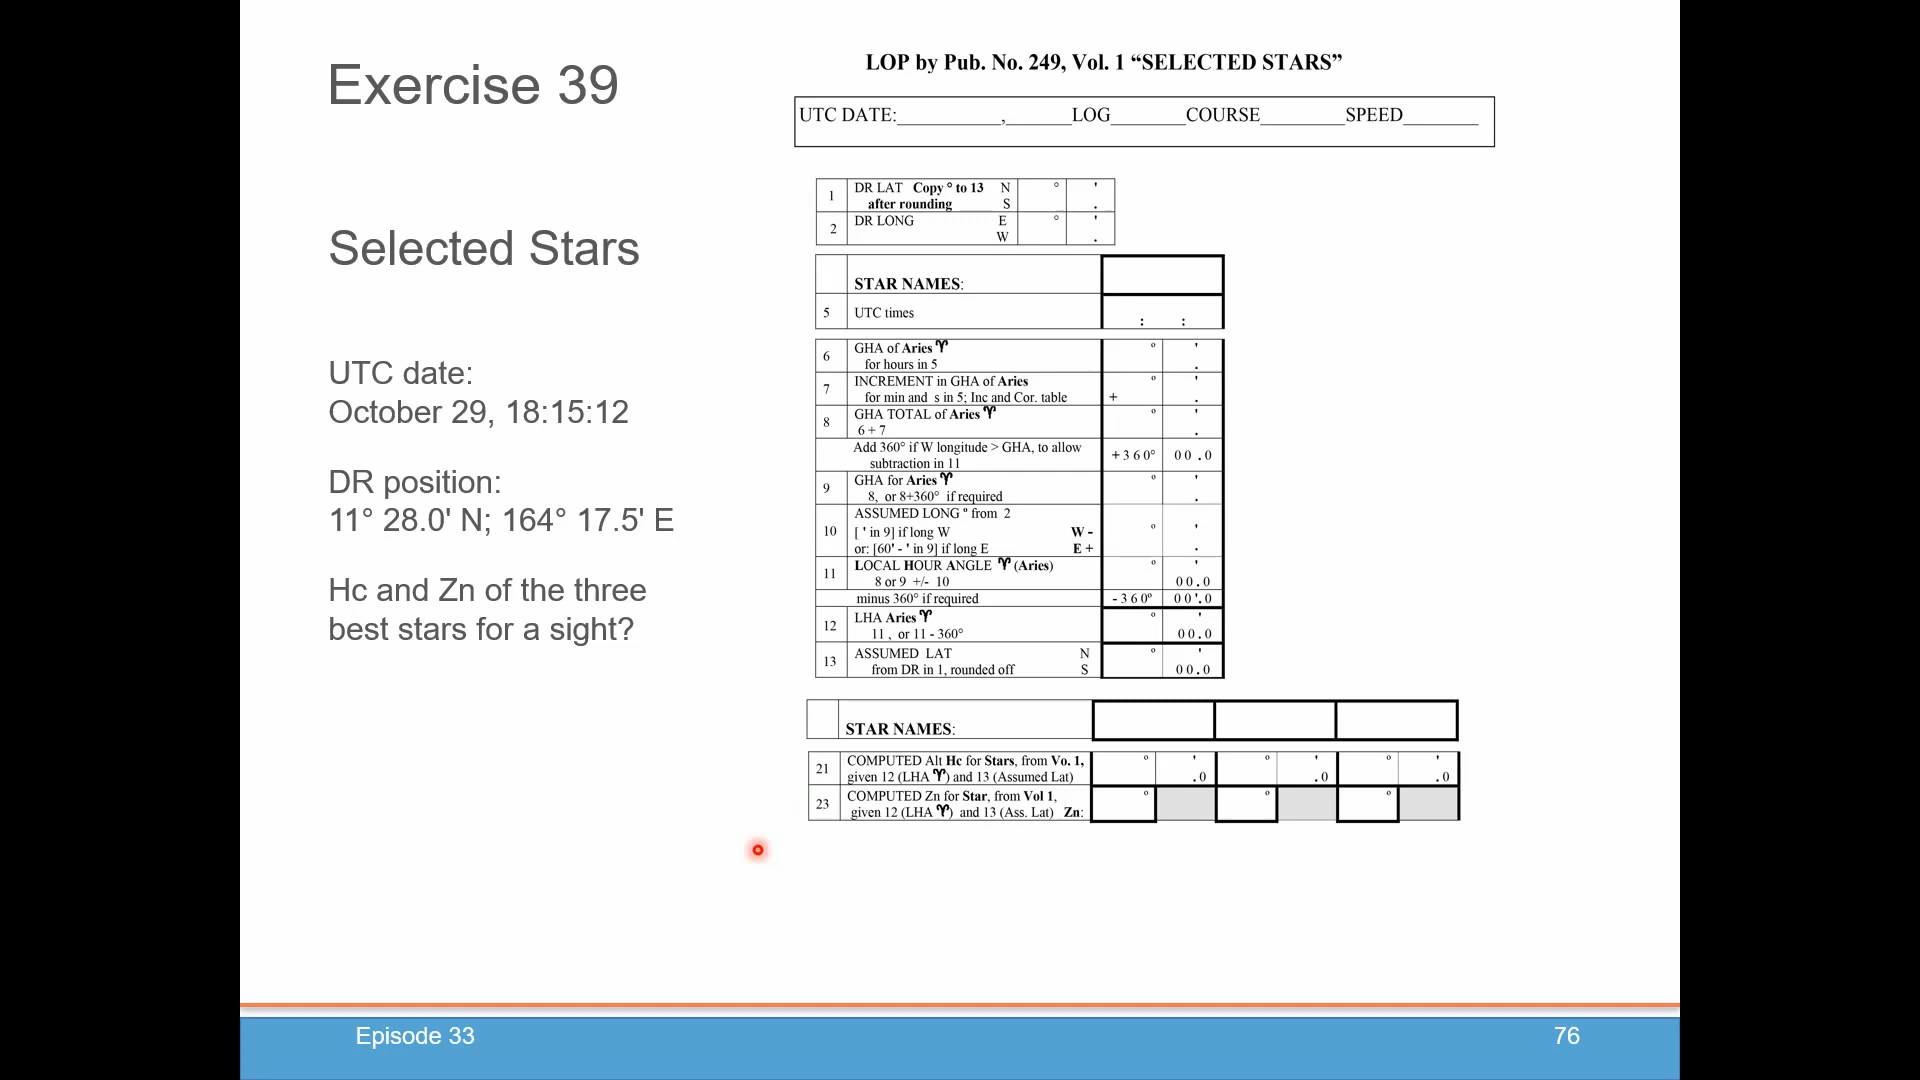 Exercise 39
Selected Stars
UTC date:
October 29, 18:15:12
DR position:
11° 28.0' N; 164° 17.5' E
Hc and Zn of the three
best stars for a sight?
LOP by Pub. No. 249, Vol. 1 “SELECTED STARS”
UTC DATE:___________,_______LOG________COURSE_________SPEED________
1 DR LAT Copy ° to 13 N ° '
after rounding S .
2 DR LONG E ° '
W .
STAR NAMES:
5 UTC times : :
6 GHA of Aries ♈ ° '
for hours in 5 .
7 INCREMENT in GHA of Aries ° '
for min and s in 5; Inc and Cor. table + .
8 GHA TOTAL of Aries ♈ ° '
6 + 7 .
Add 360° if W longitude > GHA, to allow
subtraction in 11 +360° 00.0
9 GHA for Aries ♈ ° '
8, or 8+360° if required .
10 ASSUMED LONG ° from 2
[ ' in 9] if long W W - ° '
or: [60' - ' in 9] if long E E + .
11 LOCAL HOUR ANGLE ♈ (Aries) ° '
8 or 9 +/- 10 00.0
minus 360° if required -360° 00'.0
12 LHA Aries ♈ ° '
11 , or 11 - 360° 00.0
13 ASSUMED LAT N ° '
from DR in 1, rounded off S 00.0
STAR NAMES:
21 COMPUTED Alt Hc for Stars, from Vo. 1, ° ' ° ' ° '
given 12 (LHA ♈) and 13 (Assumed Lat) .0 .0 .0
23 COMPUTED Zn for Star, from Vol 1, ° ° °
given 12 (LHA ♈) and 13 (Ass. Lat) Zn:
Episode 33
76